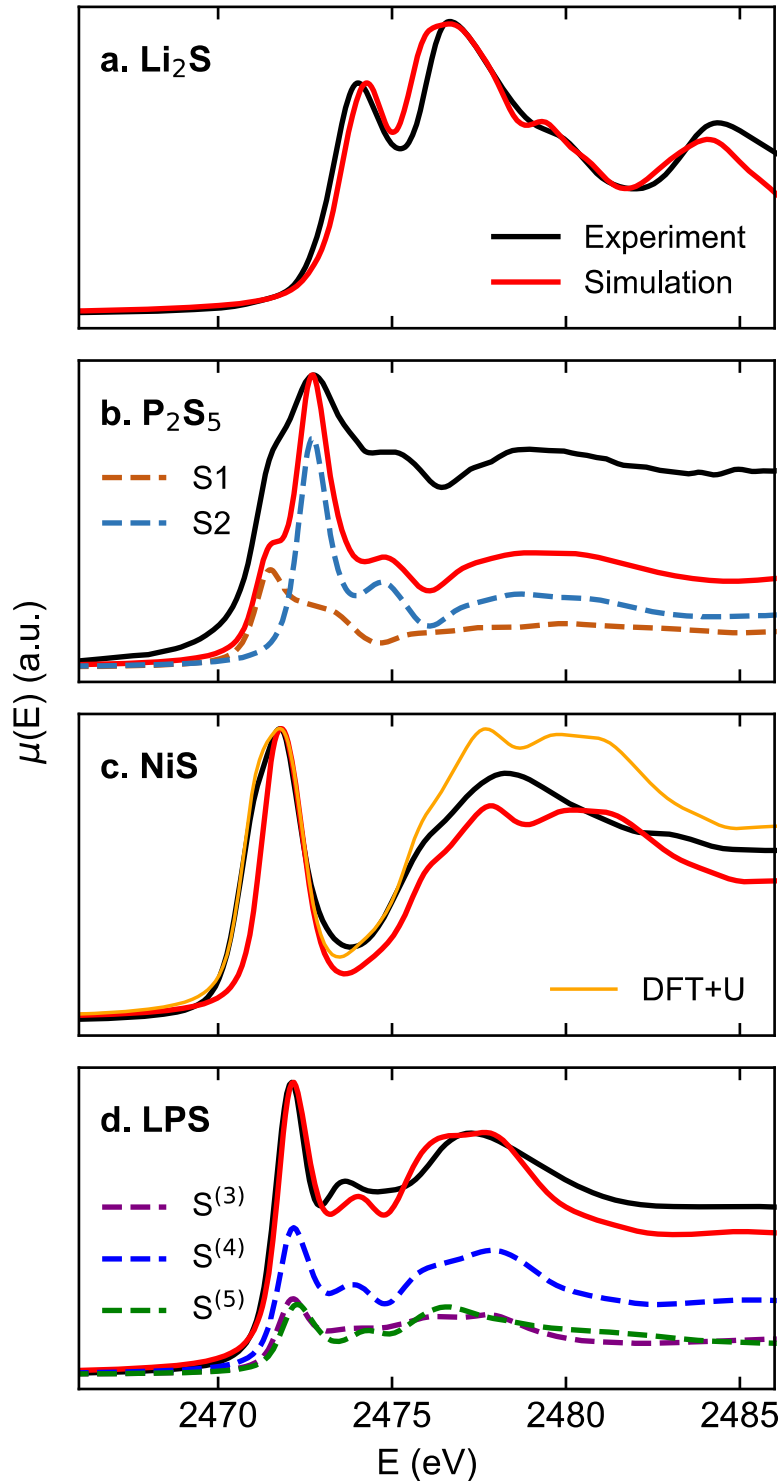 a. Li₂S
Experiment
Simulation
b. P₂S₅
S1
S2
μ(E) (a.u.)
c. NiS
DFT+U
d. LPS
S⁽³⁾
S⁽⁴⁾
S⁽⁵⁾
2470 2475 2480 2485
E (eV)